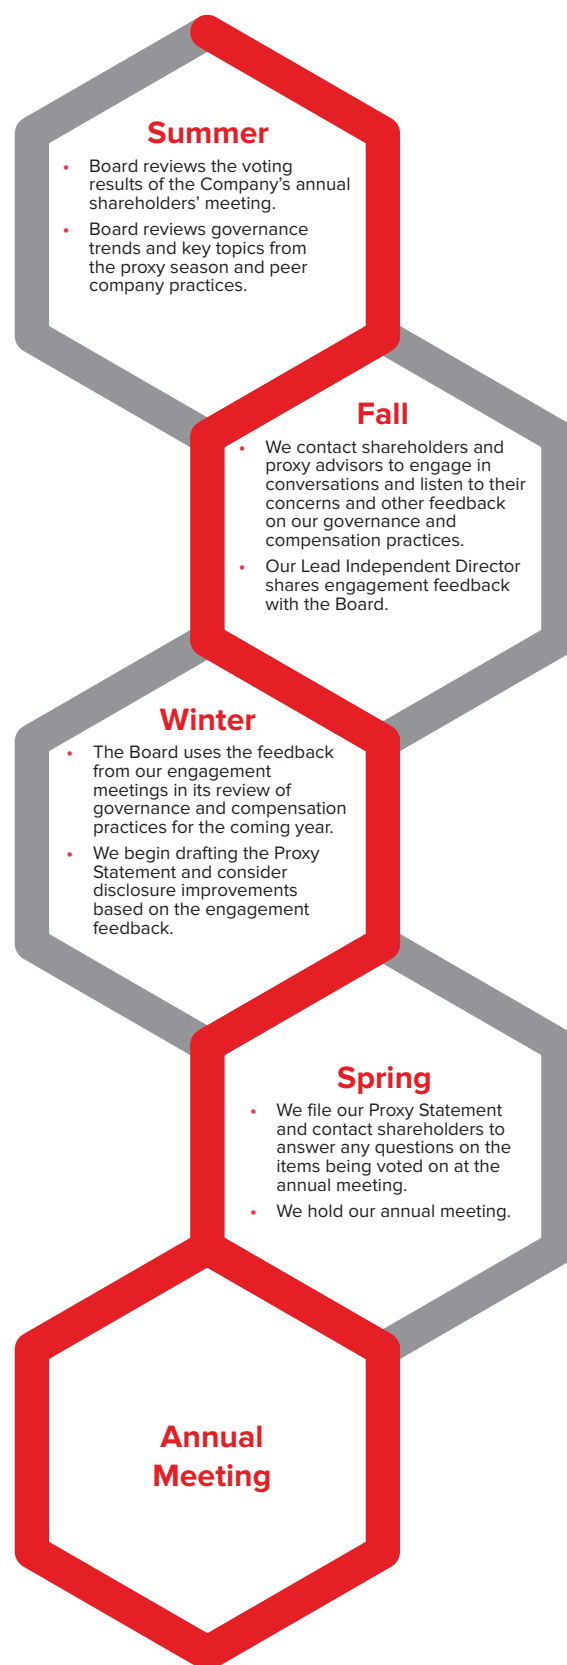 Summer
• Board reviews the voting
results of the Company's annual
shareholders' meeting.
• Board reviews governance
trends and key topics from
the proxy season and peer
company practices.
Fall
• We contact shareholders and
proxy advisors to engage in
conversations and listen to their
concerns and other feedback
on our governance and
compensation practices.
• Our Lead Independent Director
shares engagement feedback
with the Board.
Winter
• The Board uses the feedback
from our engagement
meetings in its review of
governance and compensation
practices for the coming year.
• We begin drafting the Proxy
Statement and consider
disclosure improvements
based on the engagement
feedback.
Spring
• We file our Proxy Statement
and contact shareholders to
answer any questions on the
items being voted on at the
annual meeting.
• We hold our annual meeting.
Annual
Meeting